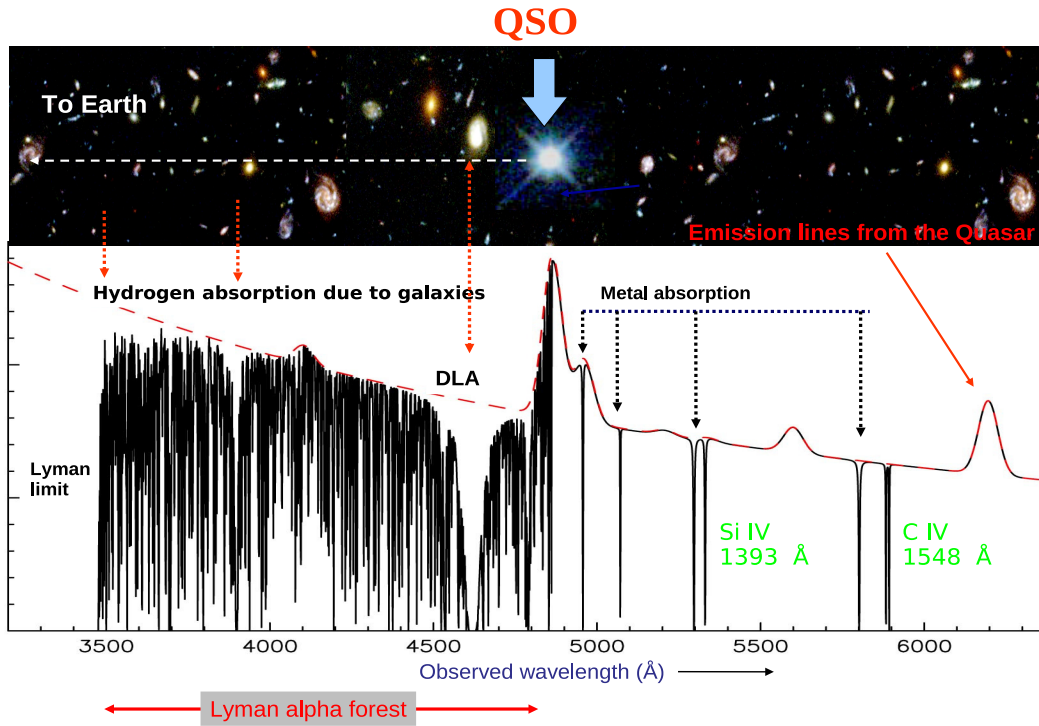 QSO
To Earth
Emission lines from the Quasar
Hydrogen absorption due to galaxies
Metal absorption
DLA
Lyman
limit
Si IV
1393 Å
C IV
1548 Å
3500 4000 4500 5000 5500 6000
Observed wavelength (Å)
Lyman alpha forest